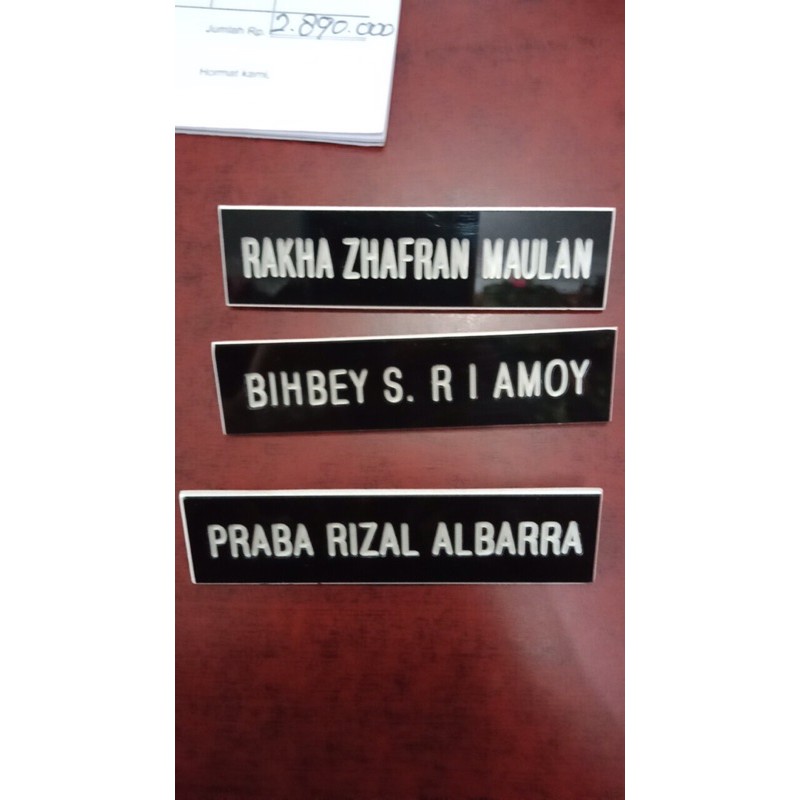 Jumlah Rp. 2.890.000
Hormat kami,
RAKHA ZHAFRAN MAULAN
BIHBEY S. R I AMOY
PRABA RIZAL ALBARRA